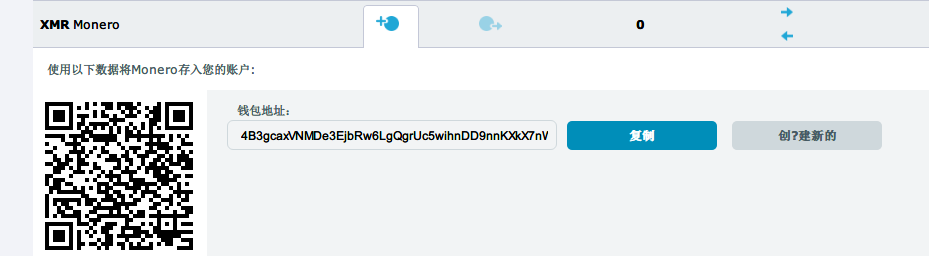 XMR Monero 0
使用以下数据将Monero存入您的账户：
钱包地址：
4B3gcaxVNMDe3EjbRw6LgQgrUc5wihnDD9nnKXkX7nW 复制 创?建新的